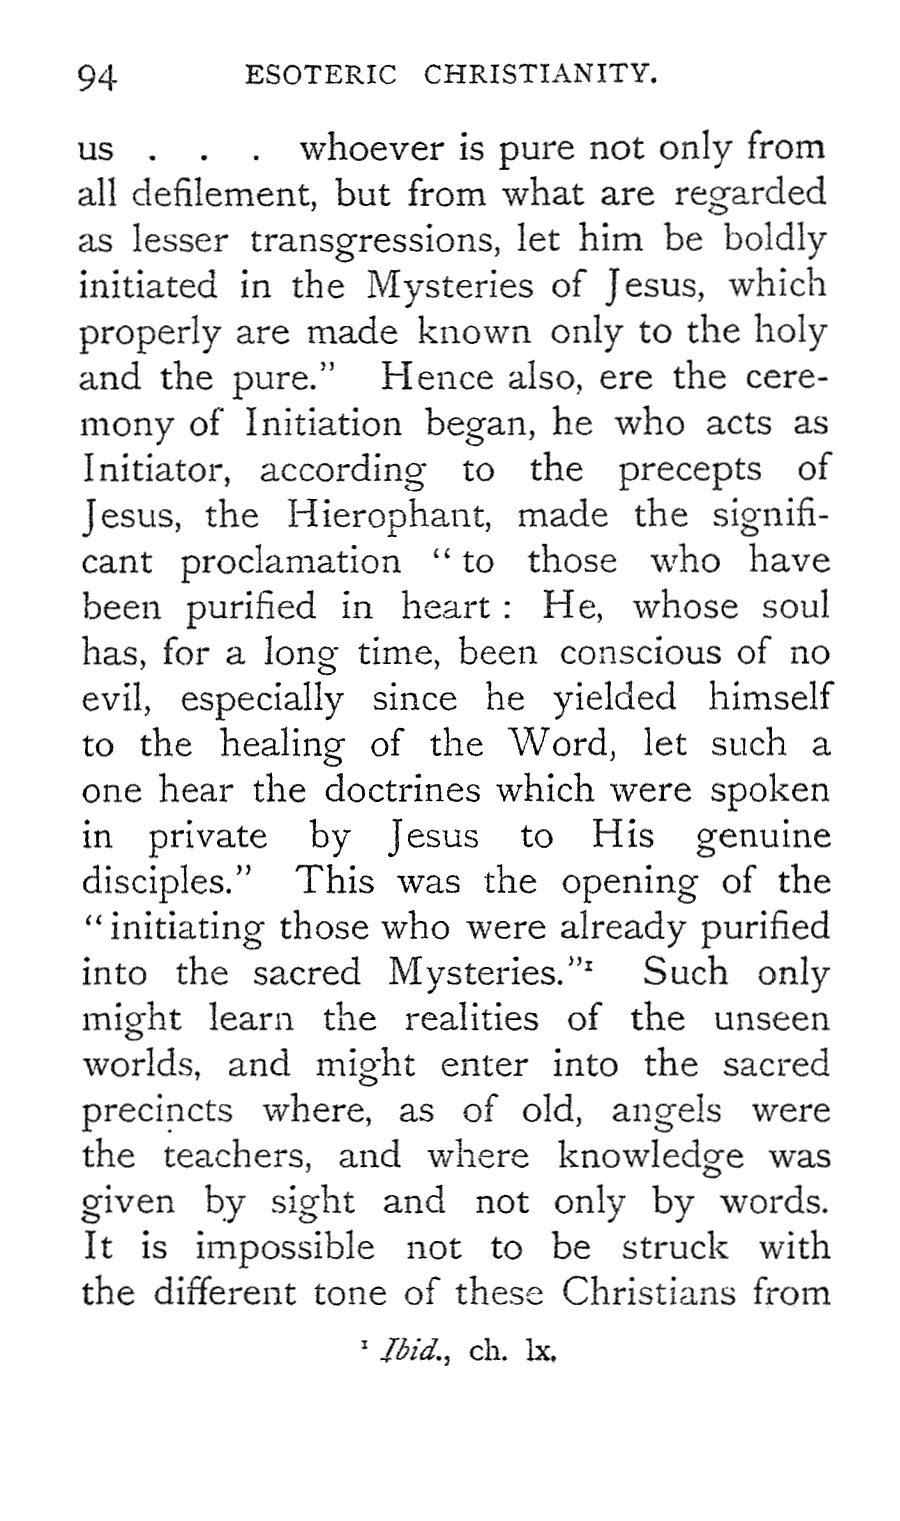 94 ESOTERIC CHRISTIANITY.
us . . . whoever is pure not only from
all defilement, but from what are regarded
as lesser transgressions, let him be boldly
initiated in the Mysteries of Jesus, which
properly are made known only to the holy
and the pure.” Hence also, ere the cere-
mony of Initiation began, he who acts as
Initiator, according to the precepts of
Jesus, the Hierophant, made the signifi-
cant proclamation “ to those who have
been purified in heart : He, whose soul
has, for a long time, been conscious of no
evil, especially since he yielded himself
to the healing of the Word, let such a
one hear the doctrines which were spoken
in private by Jesus to His genuine
disciples.” This was the opening of the
“ initiating those who were already purified
into the sacred Mysteries.”¹ Such only
might learn the realities of the unseen
worlds, and might enter into the sacred
precincts where, as of old, angels were
the teachers, and where knowledge was
given by sight and not only by words.
It is impossible not to be struck with
the different tone of these Christians from
¹ Ibid., ch. lx.